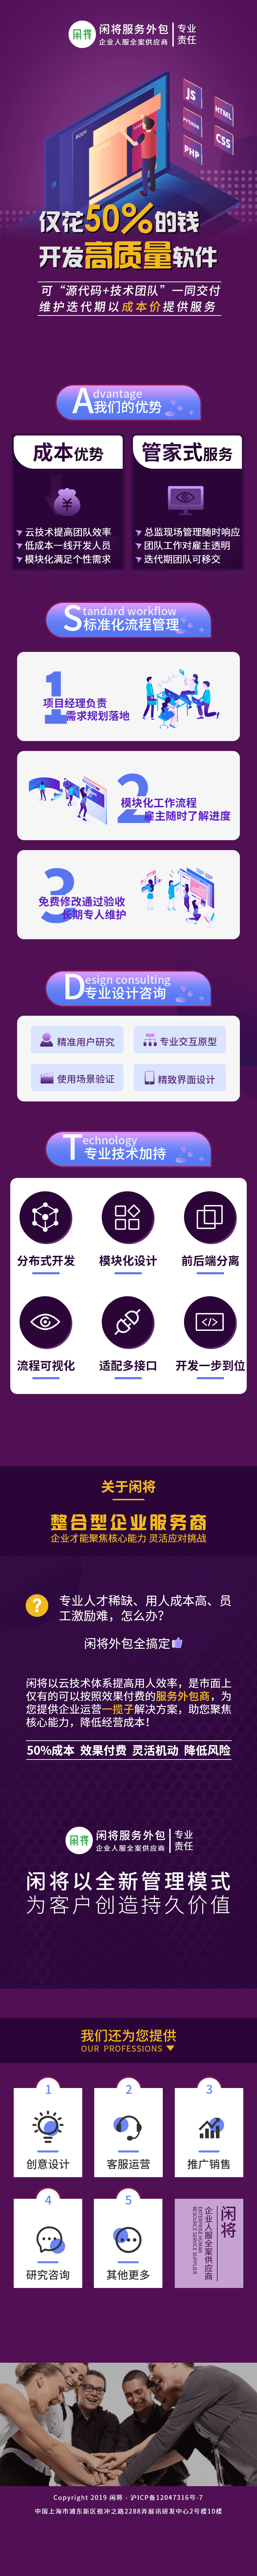 闲将
闲将服务外包
企业人服全案供应商
专业
责任
JS
HTML
PYTHON
CSS
PHP
BODY
仅花50%的钱
开发高质量软件
可“源代码+技术团队”一同交付
维护迭代期以成本价提供服务
Advantage
我们的优势
成本优势
云技术提高团队效率
低成本一线开发人员
模块化满足个性需求
管家式服务
总监现场管理随时响应
团队工作对雇主透明
迭代期团队可移交
Standard workflow
标准化流程管理
1
项目经理负责
需求规划落地
2
模块化工作流程
雇主随时了解进度
3
免费修改通过验收
长期专人维护
Design consulting
专业设计咨询
精准用户研究
专业交互原型
使用场景验证
精致界面设计
Technology
专业技术加持
分布式开发
模块化设计
前后端分离
流程可视化
适配多接口
开发一步到位
关于闲将
整合型企业服务商
企业才能聚焦核心能力 灵活应对挑战
?
专业人才稀缺、用人成本高、员
工激励难，怎么办?
闲将外包全搞定
闲将以云技术体系提高用人效率，是市面上
仅有的可以按照效果付费的服务外包商，为
您提供企业运营一揽子解决方案，助您聚焦
核心能力，降低经营成本!
50%成本 效果付费 灵活机动 降低风险
闲将
闲将服务外包
企业人服全案供应商
专业
责任
闲将以全新管理模式
为客户创造持久价值
我们还为您提供
OUR PROFESSIONS
1
创意设计
2
客服运营
3
推广销售
4
研究咨询
5
其他更多
闲将
企业人服全案供应商
ENTERPRISE HUMAN
RESOURCE SERVICE SUPPLIER
Copyright 2019 闲将 - 沪ICP备12047316号-7
中国上海市浦东新区祖冲之路2288弄展讯研发中心2号楼10楼